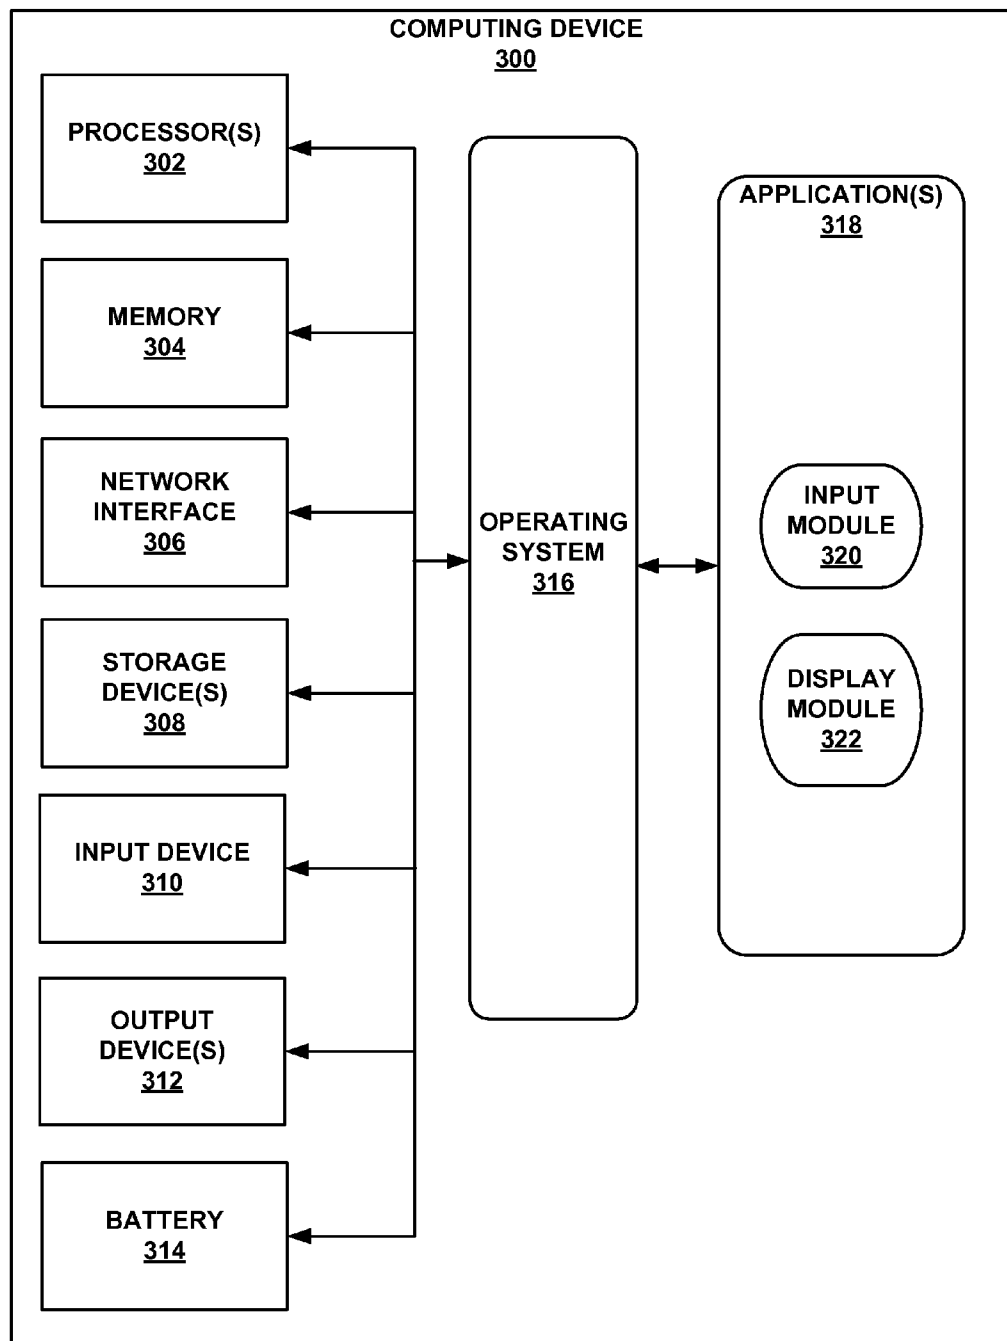 COMPUTING DEVICE
300
PROCESSOR(S)
302
MEMORY
304
NETWORK
INTERFACE
306
STORAGE
DEVICE(S)
308
INPUT DEVICE
310
OUTPUT
DEVICE(S)
312
BATTERY
314
OPERATING
SYSTEM
316
APPLICATION(S)
318
INPUT
MODULE
320
DISPLAY
MODULE
322